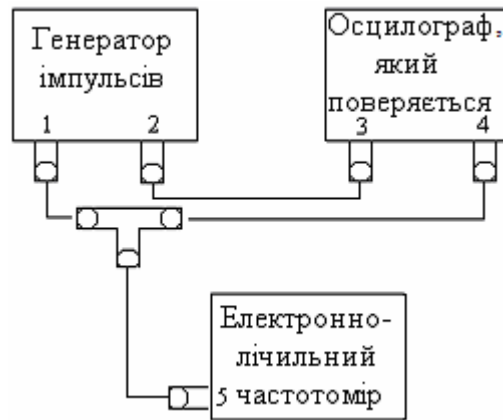 Генератор
імпульсів
1 2
Осцилограф,
який
поверяється
3 4
Електронно-
лічильний
5 частотомір